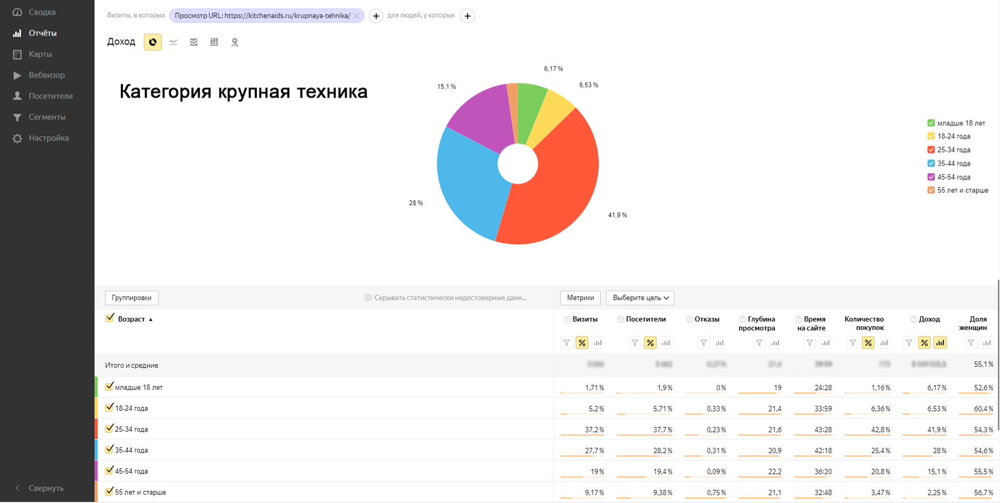 Сводка
Отчёты
Карты
Вебвизор
Посетители
Сегменты
Настройка
Свернуть
Визиты, в которых Просмотр URL: https://kitchenaids.ru/krupnaya-tehnika/ для людей, у которых
Доход
Категория крупная техника
6,17 %
6,53 %
15,1 %
28 %
41,9 %
младше 18 лет
18-24 года
25-34 года
35-44 года
45-54 года
55 лет и старше
Группировки Скрывать статистически недостоверные данн... Метрики Выберите цель
Возраст ▲ Визиты Посетители Отказы Глубина просмотра Время на сайте Количество покупок Доход Доля женщин
% % % %
Итого и средние 55,1 %
младше 18 лет 1,71 % 1,9 % 0 % 19 24:28 1,16 % 6,17 % 52,6 %
18-24 года 5,2 % 5,71 % 0,33 % 21,4 33:59 6,36 % 6,53 % 60,4 %
25-34 года 37,2 % 37,7 % 0,23 % 21,6 43:28 42,8 % 41,9 % 54,3 %
35-44 года 27,7 % 28,2 % 0,31 % 20,9 42:18 25,4 % 28 % 54,6 %
45-54 года 19 % 19,4 % 0,09 % 22,2 36:20 20,8 % 15,1 % 55,5 %
55 лет и старше 9,17 % 9,38 % 0,75 % 21,1 32:48 3,47 % 2,25 % 56,7 %